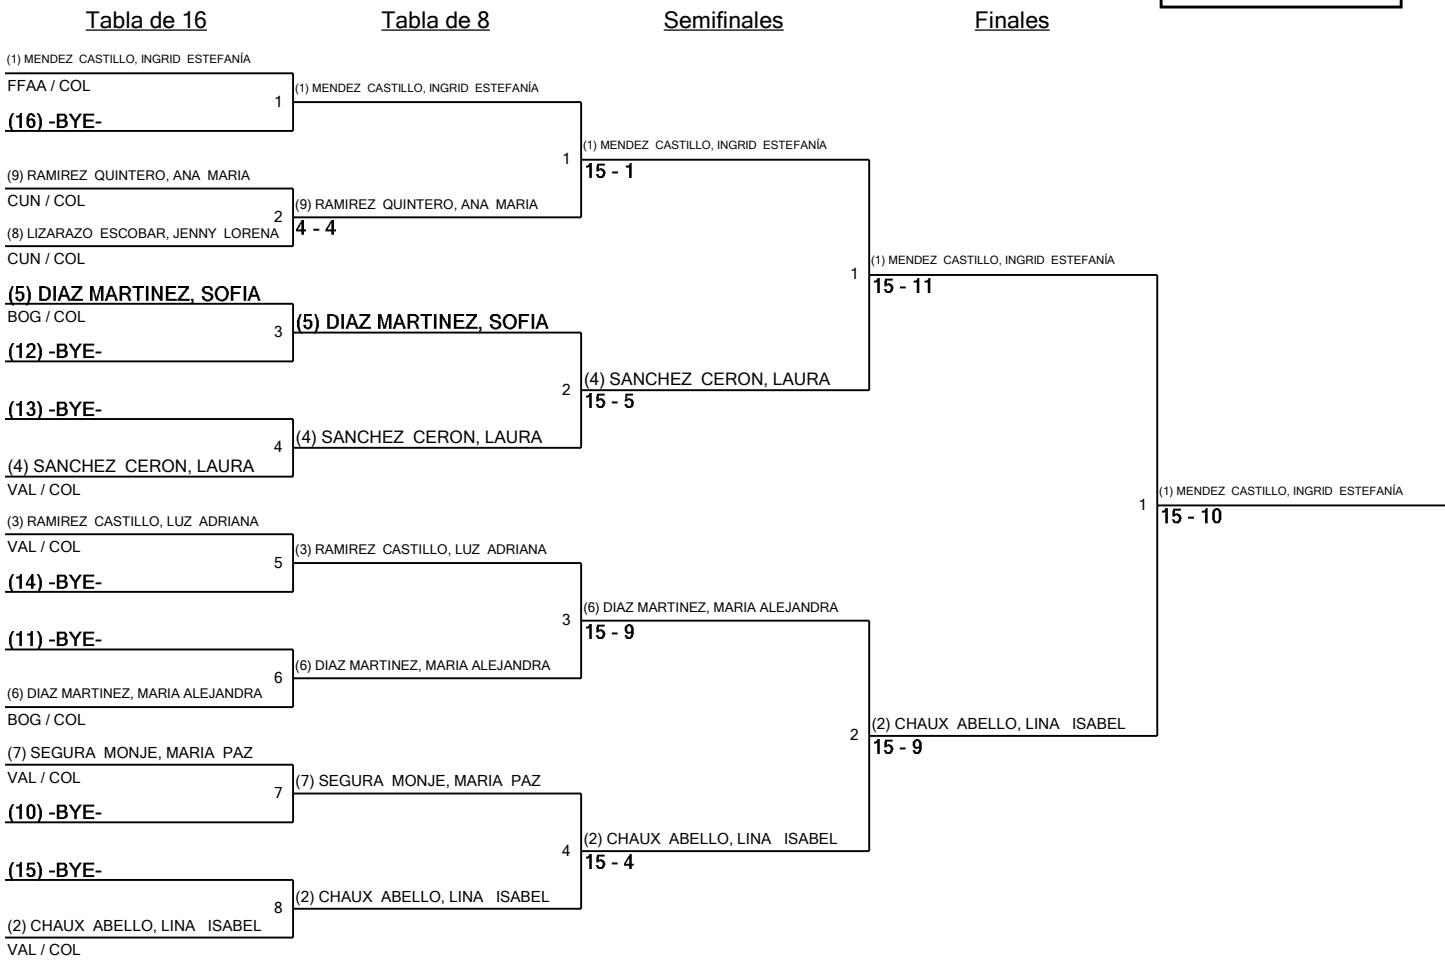 Tabla de 16
Tabla de 8
Semifinales
Finales
(1) MENDEZ CASTILLO, INGRID ESTEFANÍA
FFAA / COL
1
(16) -BYE-
(9) RAMIREZ QUINTERO, ANA MARIA
CUN / COL
2
(8) LIZARAZO ESCOBAR, JENNY LORENA
CUN / COL
(5) DIAZ MARTINEZ, SOFIA
BOG / COL
3
(12) -BYE-
(13) -BYE-
4
(4) SANCHEZ CERON, LAURA
VAL / COL
(3) RAMIREZ CASTILLO, LUZ ADRIANA
VAL / COL
5
(14) -BYE-
(11) -BYE-
6
(6) DIAZ MARTINEZ, MARIA ALEJANDRA
BOG / COL
(7) SEGURA MONJE, MARIA PAZ
VAL / COL
7
(10) -BYE-
(15) -BYE-
8
(2) CHAUX ABELLO, LINA ISABEL
VAL / COL
(1) MENDEZ CASTILLO, INGRID ESTEFANÍA
1
(9) RAMIREZ QUINTERO, ANA MARIA
4 - 4
(5) DIAZ MARTINEZ, SOFIA
2
(4) SANCHEZ CERON, LAURA
(3) RAMIREZ CASTILLO, LUZ ADRIANA
3
(6) DIAZ MARTINEZ, MARIA ALEJANDRA
(7) SEGURA MONJE, MARIA PAZ
4
(2) CHAUX ABELLO, LINA ISABEL
(1) MENDEZ CASTILLO, INGRID ESTEFANÍA
15 - 1
1
(4) SANCHEZ CERON, LAURA
15 - 5
(6) DIAZ MARTINEZ, MARIA ALEJANDRA
15 - 9
2
(2) CHAUX ABELLO, LINA ISABEL
15 - 4
(1) MENDEZ CASTILLO, INGRID ESTEFANÍA
15 - 11
1
(2) CHAUX ABELLO, LINA ISABEL
15 - 9
(1) MENDEZ CASTILLO, INGRID ESTEFANÍA
15 - 10